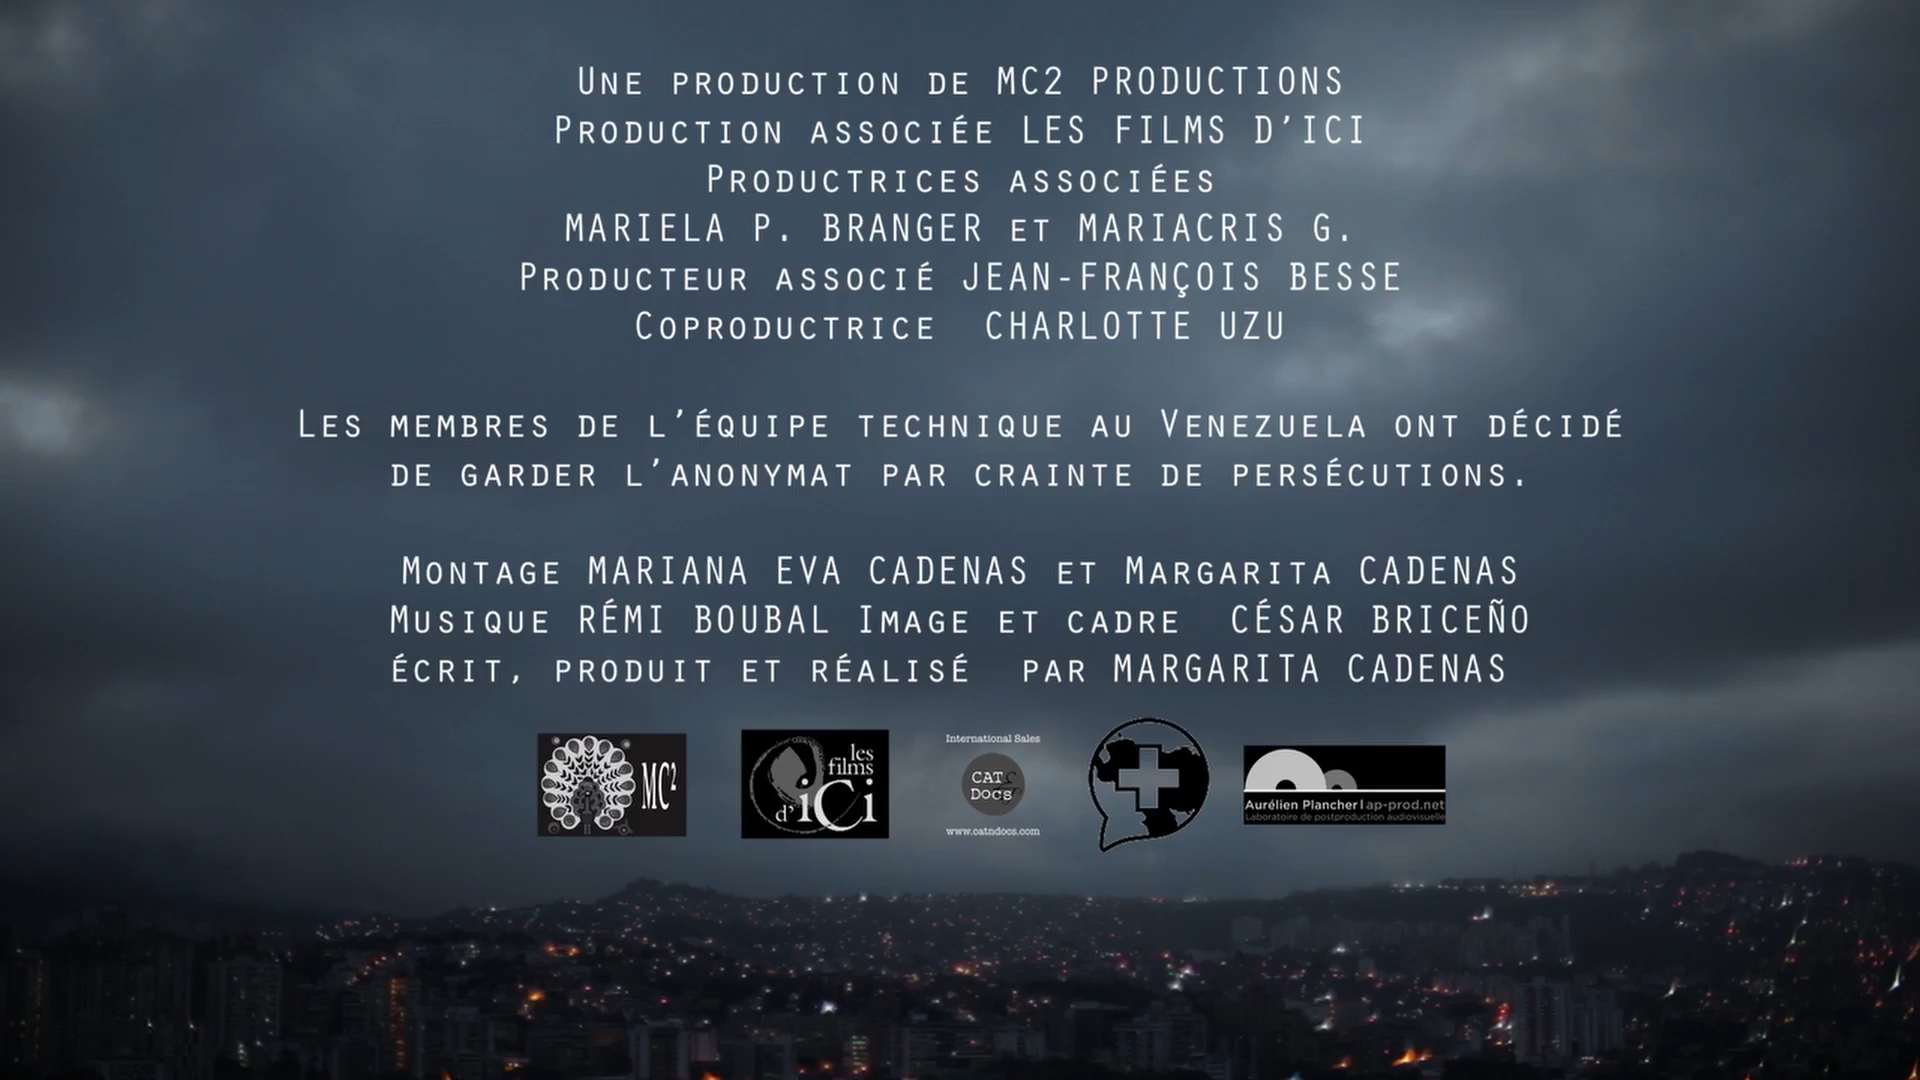 UNE PRODUCTION DE MC2 PRODUCTIONS
PRODUCTION ASSOCIÉE LES FILMS D'ICI
PRODUCTRICES ASSOCIÉES
MARIELA P. BRANGER ET MARIACRIS G.
PRODUCTEUR ASSOCIÉ JEAN-FRANÇOIS BESSE
COPRODUCTRICE CHARLOTTE UZU
LES MEMBRES DE L'ÉQUIPE TECHNIQUE AU VENEZUELA ONT DÉCIDÉ
DE GARDER L'ANONYMAT PAR CRAINTE DE PERSÉCUTIONS.
MONTAGE MARIANA EVA CADENAS ET MARGARITA CADENAS
MUSIQUE RÉMI BOUBAL IMAGE ET CADRE CÉSAR BRICEÑO
ÉCRIT, PRODUIT ET RÉALISÉ PAR MARGARITA CADENAS
MC2
les
films
d'ici
International Sales
CAT&
Docs
www.catndocs.com
Aurélien Plancher | ap-prod.net
Laboratoire de postproduction audiovisuelle